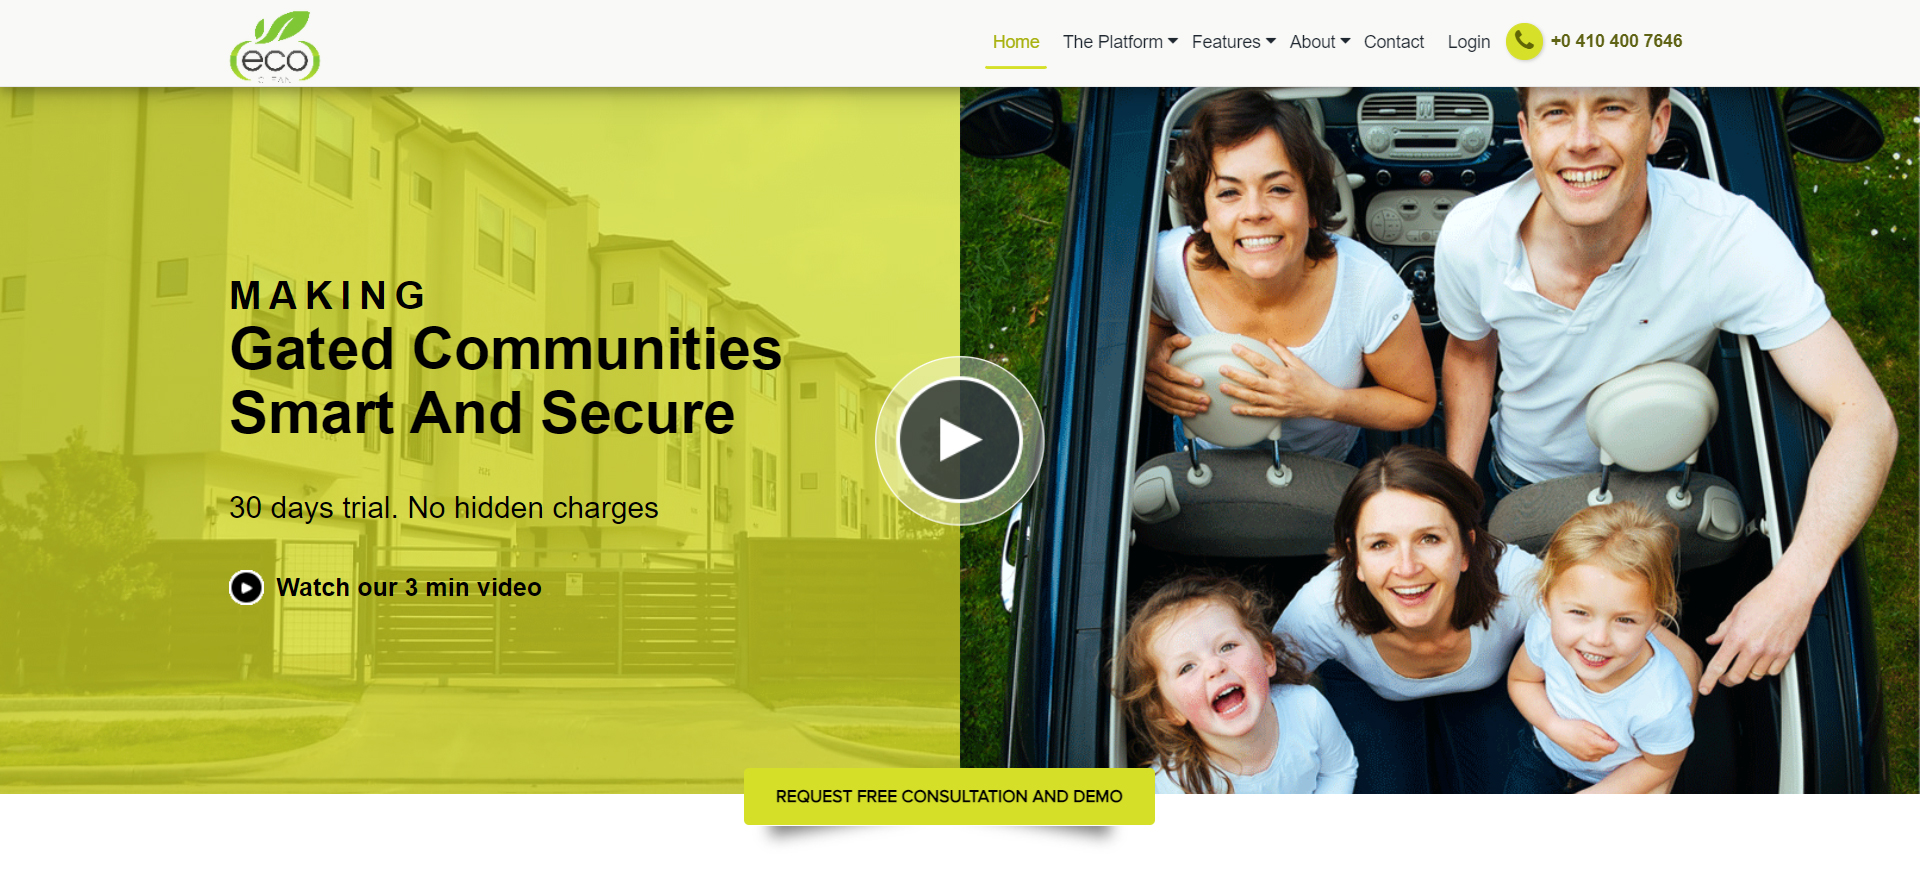 eco
Home
The Platform
Features
About
Contact
Login
+0 410 400 7646
MAKING
Gated Communities
Smart And Secure
30 days trial. No hidden charges
Watch our 3 min video
REQUEST FREE CONSULTATION AND DEMO